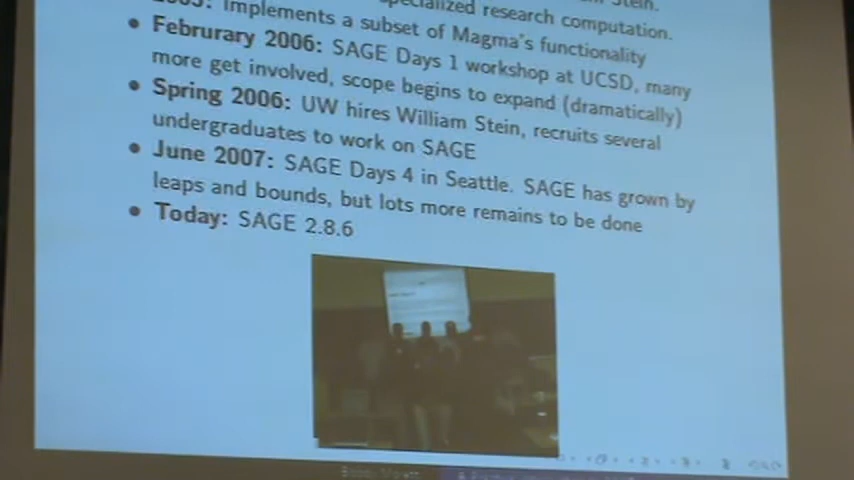 Stein.
specialized research computation.
2005: Implements a subset of Magma's functionality
• Februrary 2006: SAGE Days 1 workshop at UCSD, many
more get involved, scope begins to expand (dramatically)
• Spring 2006: UW hires William Stein, recruits several
undergraduates to work on SAGE
• June 2007: SAGE Days 4 in Seattle. SAGE has grown by
leaps and bounds, but lots more remains to be done
• Today: SAGE 2.8.6